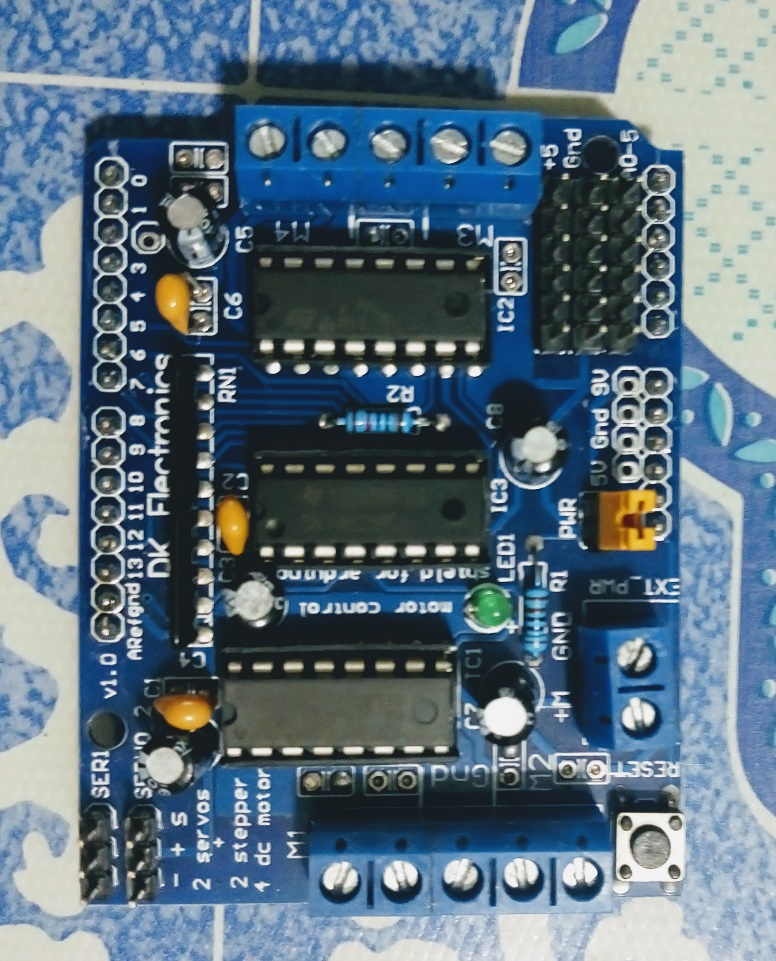 +5
Gnd
IO-5
0
1
3
4
5
6
7
8
9
10
11
12
13
gnd
ARef
C5
M4
M3
C6
IC2
RN1
R2
C8
9V
Gnd
5V
DK Electronics
C2
IC3
PWR
C3
shield for arduino
LED1
motor control
+
R1
EXT_PWR
GND
+M
C4
v1.0
C1
IC1
C7
SER1
SERVO_2
Gnd
M2
RESET
M1
- + S
2 servos
+
2 stepper
4 dc motor